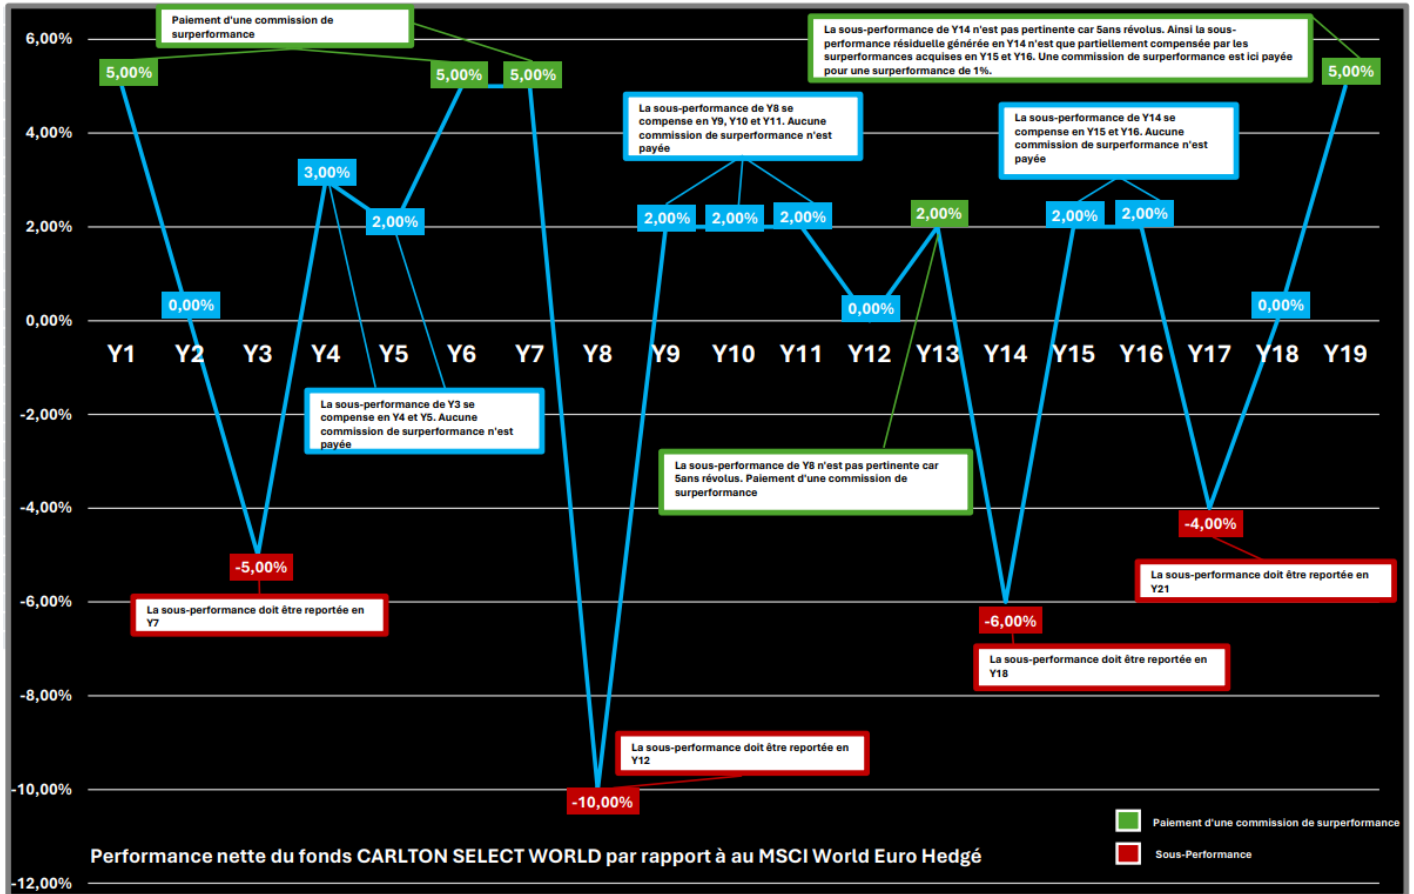 Paiement d'une commission de
surperformance
La sous-performance de Y14 n'est pas pertinente car 5ans révolus. Ainsi la sous-
performance résiduelle générée en Y14 n'est que partiellement compensée par les
surperformances acquises en Y15 et Y16. Une commission de surperformance est ici payée
pour une surperformance de 1%.
6,00%
5,00%
5,00%
5,00%
5,00%
La sous-performance de Y8 se
compense en Y9, Y10 et Y11. Aucune
commission de surperformance n'est
payée
La sous-performance de Y14 se
compense en Y15 et Y16. Aucune
commission de surperformance n'est
payée
4,00%
3,00%
2,00%
2,00%
2,00%
2,00%
2,00%
2,00%
2,00%
2,00%
0,00%
0,00%
0,00%
0,00%
Y1 Y2 Y3 Y4 Y5 Y6 Y7 Y8 Y9 Y10 Y11 Y12 Y13 Y14 Y15 Y16 Y17 Y18 Y19
-2,00%
La sous-performance de Y3 se
compense en Y4 et Y5. Aucune
commission de surperformance n'est
payée
La sous-performance de Y8 n'est pas pertinente car
5ans révolus. Paiement d'une commission de
surperformance
-4,00%
-4,00%
-5,00%
La sous-performance doit être reportée en
Y21
-6,00%
La sous-performance doit être reportée en
Y7
-6,00%
La sous-performance doit être reportée en
Y18
-8,00%
La sous-performance doit être reportée en
Y12
-10,00%
-10,00%
Paiement d'une commission de surperformance
Performance nette du fonds CARLTON SELECT WORLD par rapport à au MSCI World Euro Hedgé
Sous-Performance
-12,00%